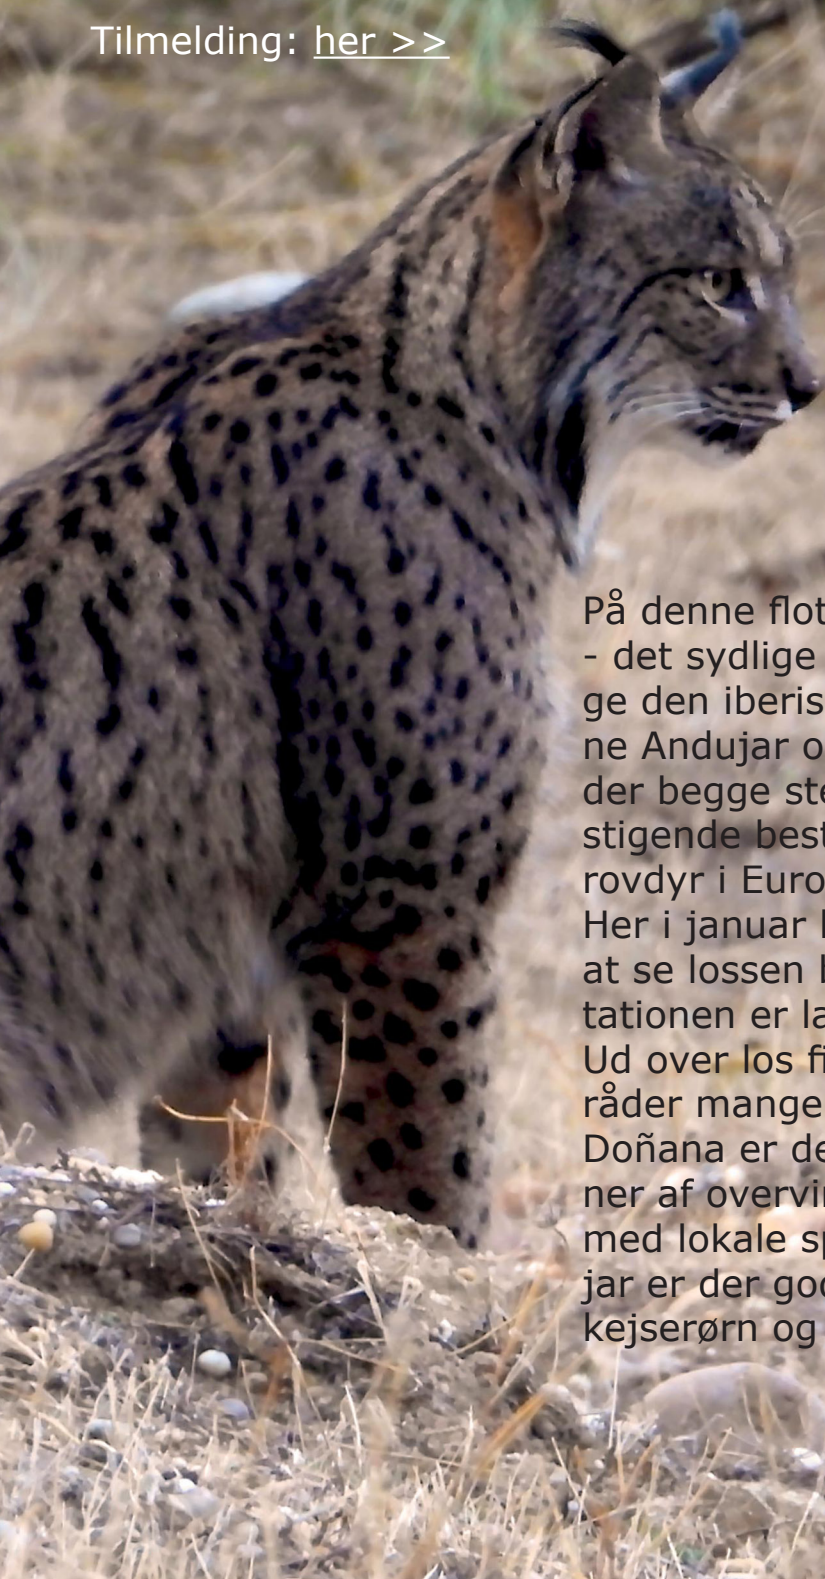 Tilmelding: her >>
På denne flot
- det sydlige
ge den iberis
ne Andujar o
der begge ste
stigende best
rovdyr i Euro
Her i januar
at se lossen
tationen er la
Ud over los fi
råder mange
Doñana er de
ner af overvi
med lokale sp
jar er der god
kejserørn og